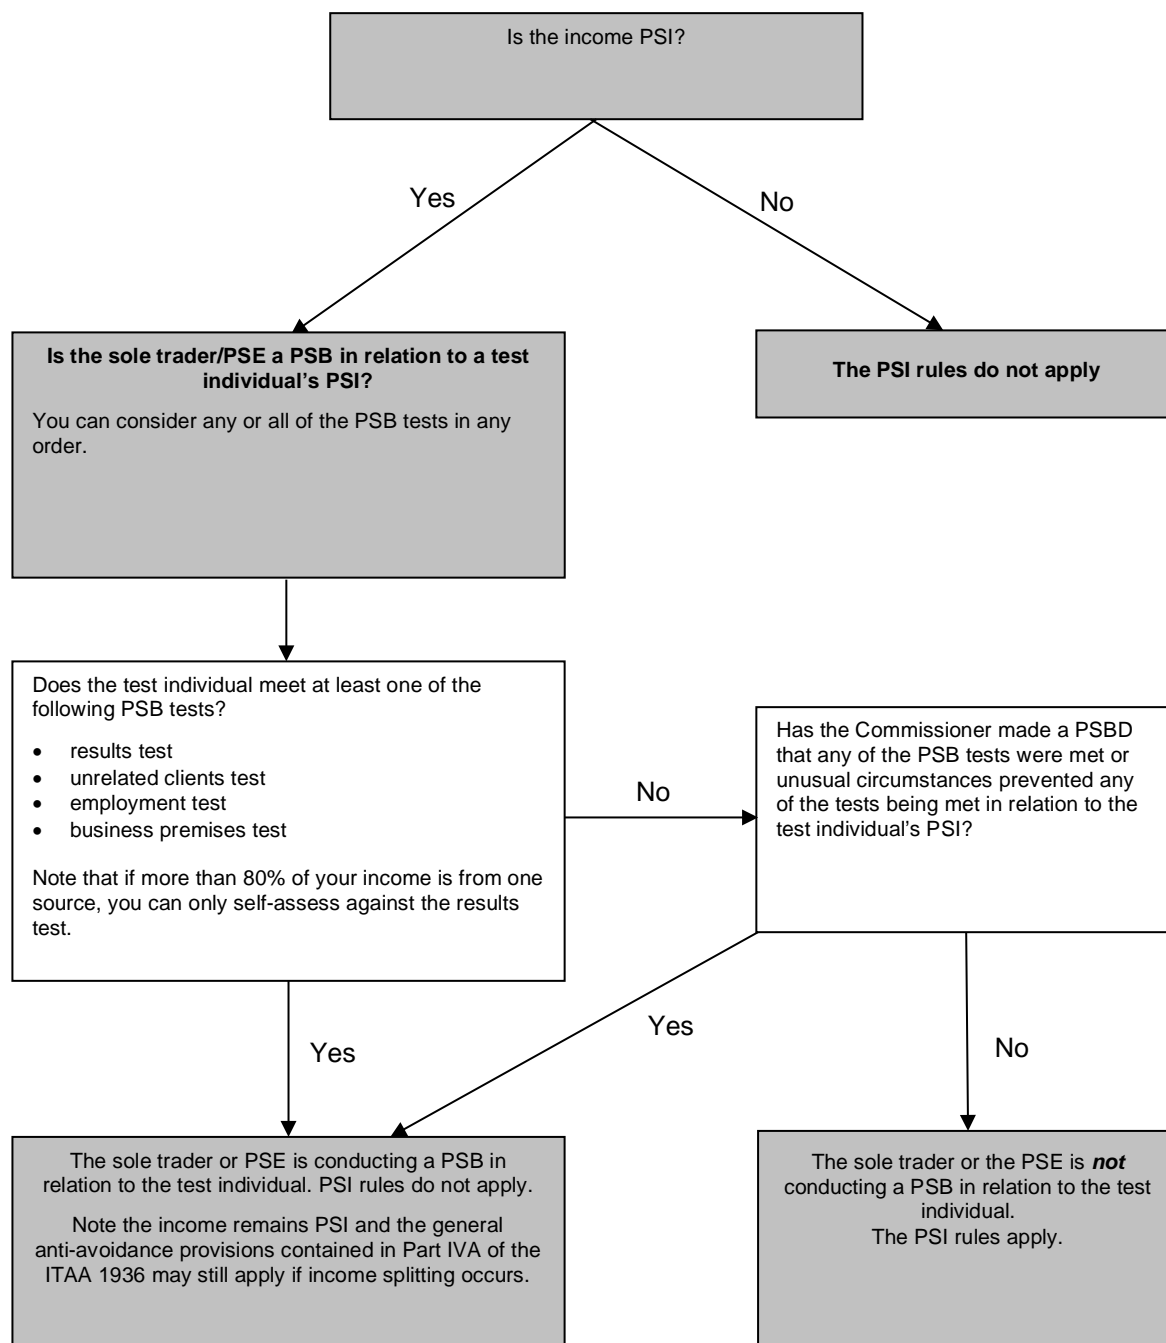 Is the income PSI?
Yes
No
Is the sole trader/PSE a PSB in relation to a test
individual's PSI?
You can consider any or all of the PSB tests in any
order.
The PSI rules do not apply
Does the test individual meet at least one of the
following PSB tests?
• results test
• unrelated clients test
• employment test
• business premises test
Note that if more than 80% of your income is from one
source, you can only self-assess against the results
test.
No
Has the Commissioner made a PSBD
that any of the PSB tests were met or
unusual circumstances prevented any
of the tests being met in relation to the
test individual's PSI?
Yes
Yes
No
The sole trader or PSE is conducting a PSB in
relation to the test individual. PSI rules do not apply.
Note the income remains PSI and the general
anti-avoidance provisions contained in Part IVA of the
ITAA 1936 may still apply if income splitting occurs.
The sole trader or the PSE is not
conducting a PSB in relation to the test
individual.
The PSI rules apply.